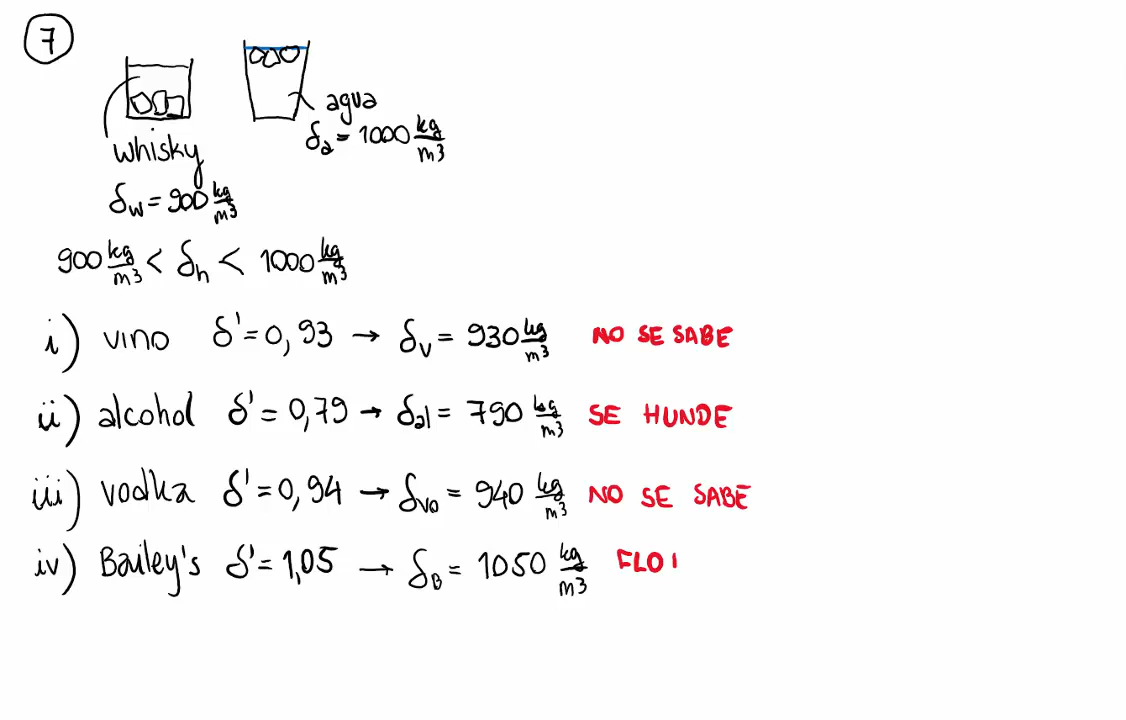 7
agua
δa = 1000 kg/m3
whisky
δw = 900 kg/m3
900 kg/m3 < δh < 1000 kg/m3
i) vino δ' = 0,93 → δv = 930 kg/m3 NO SE SABE
ii) alcohol δ' = 0,79 → δal = 790 kg/m3 SE HUNDE
iii) vodka δ' = 0,94 → δvo = 940 kg/m3 NO SE SABE
iv) Bailey's δ' = 1,05 → δB = 1050 kg/m3 FLOI